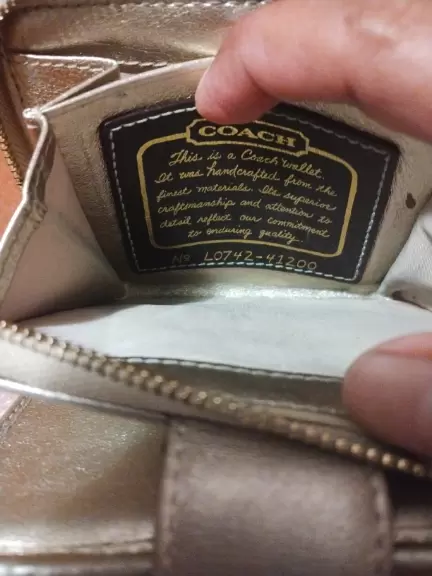 COACH
This is a Coach wallet.
It was handcrafted from the
finest materials. Its superior
craftsmanship and attention to
detail reflect our commitment
to enduring quality.
No L0742-41200